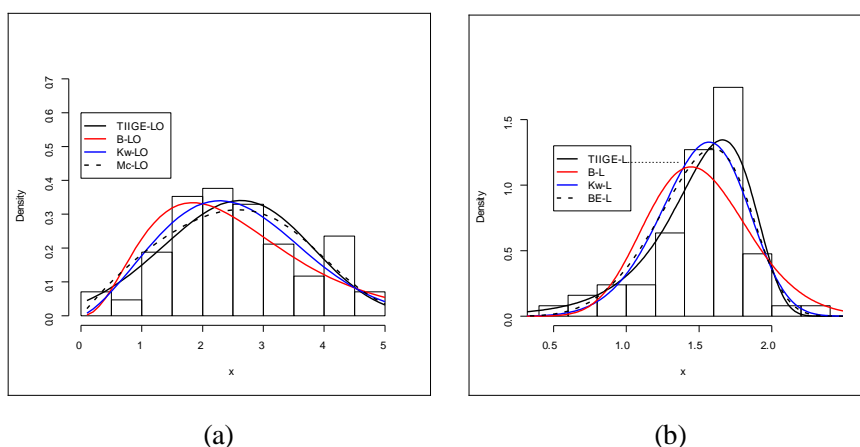 0.0 0.1 0.2 0.3 0.4 0.5 0.6 0.7
Density
TIIGE-LO
B-LO
Kw-LO
Mc-LO
0 1 2 3 4 5
x
(a)
0.0 0.5 1.0 1.5
Density
TIIGE-L
B-L
Kw-L
BE-L
0.5 1.0 1.5 2.0
x
(b)